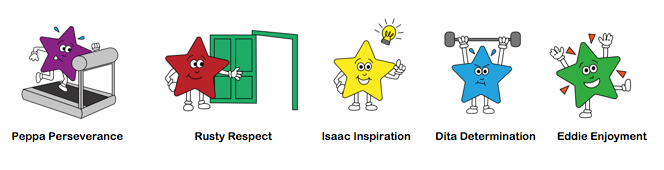 Peppa Perseverance
Rusty Respect
Isaac Inspiration
Dita Determination
Eddie Enjoyment